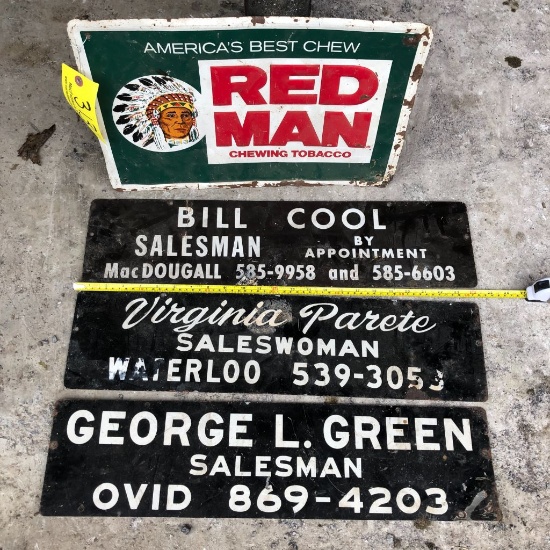 AMERICA'S BEST CHEW
RED
MAN
CHEWING TOBACCO
BILL COOL
SALESMAN BY APPOINTMENT
MacDOUGALL 585-9958 and 585-6603
Virginia Parete
SALESWOMAN
WATERLOO 539-3053
GEORGE L. GREEN
SALESMAN
OVID 869-4203